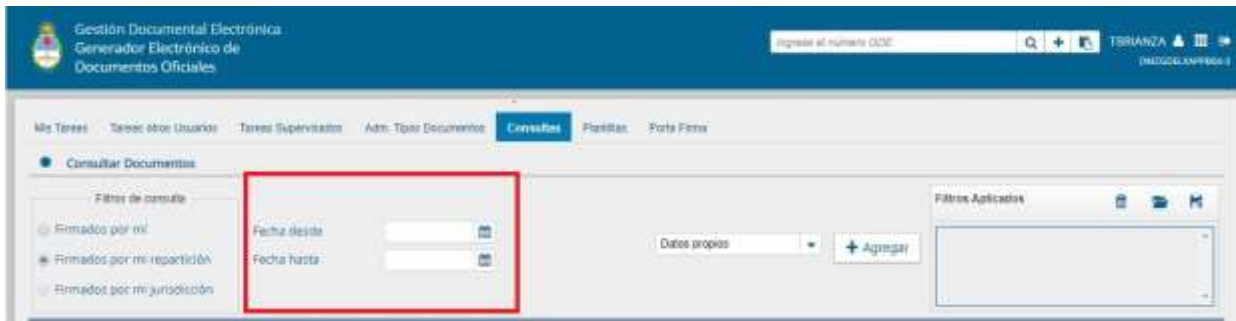 Gestión Documental Electrónica
Generador Electrónico de
Documentos Oficiales
Ingrese el número GDE
TBRIANZA
Mis Tareas Tareas otros Usuarios Tareas Supervisados Adm. Tipos Documentos Consultas Plantillas Porta Firma
Consultar Documentos
Filtros de consulta
Filtros Aplicados
Firmados por mí
Fecha desde
Datos propios
Agregar
Firmados por mi repartición
Fecha hasta
Firmados por mi jurisdicción